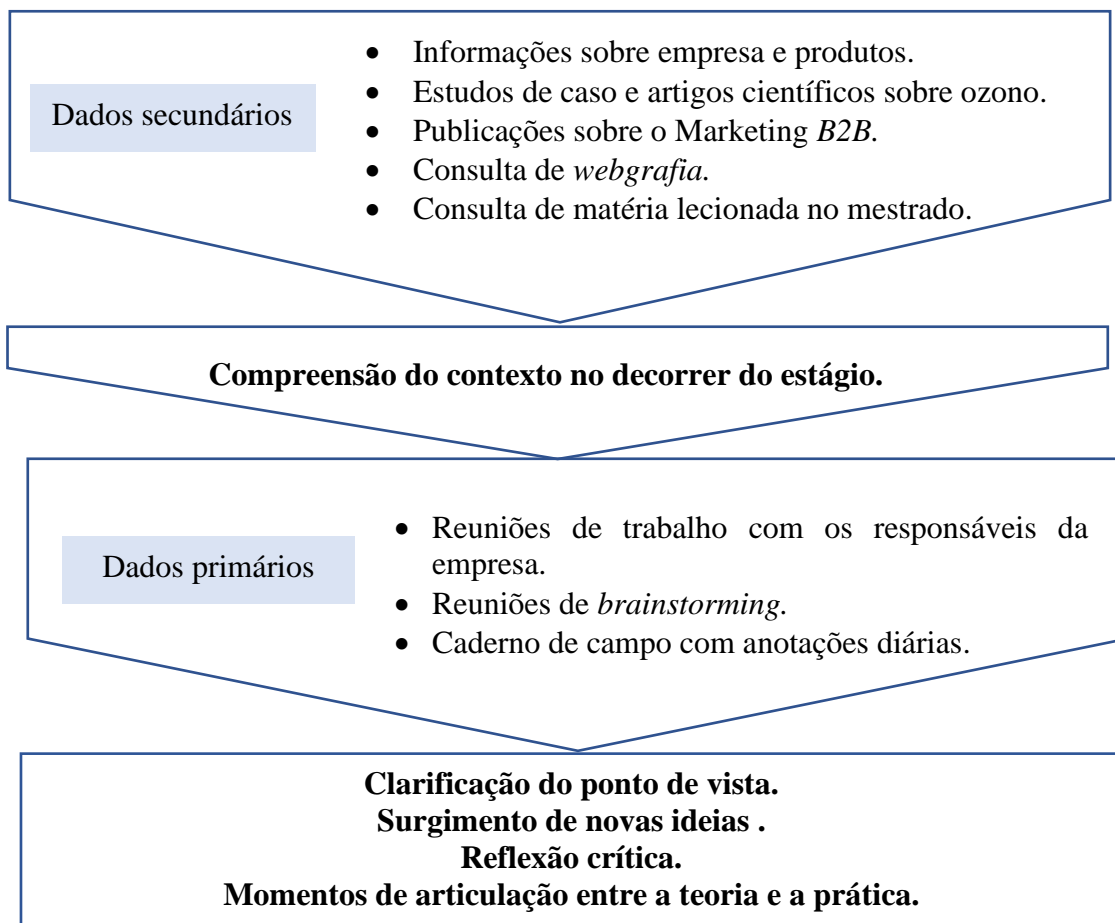 Dados secundários
• Informações sobre empresa e produtos.
• Estudos de caso e artigos científicos sobre ozono.
• Publicações sobre o Marketing B2B.
• Consulta de webgrafia.
• Consulta de matéria lecionada no mestrado.
Compreensão do contexto no decorrer do estágio.
Dados primários
• Reuniões de trabalho com os responsáveis da
empresa.
• Reuniões de brainstorming.
• Caderno de campo com anotações diárias.
Clarificação do ponto de vista.
Surgimento de novas ideias .
Reflexão crítica.
Momentos de articulação entre a teoria e a prática.